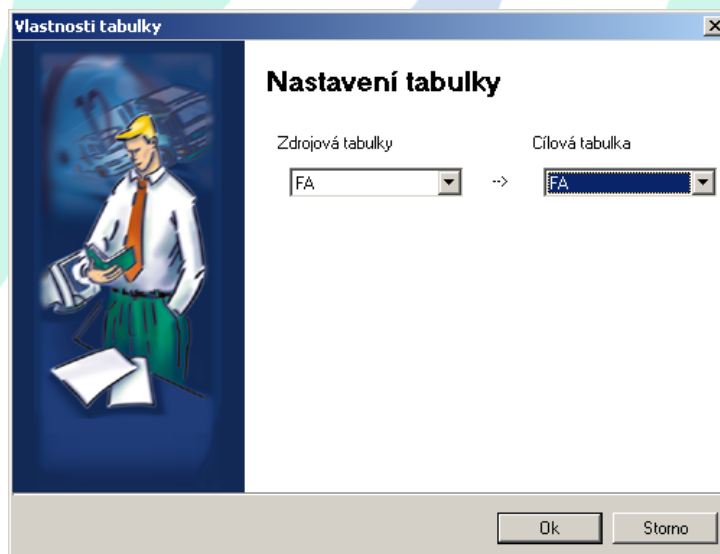 Vlastnosti tabulky
Nastavení tabulky
Zdrojová tabulky Cílová tabulka
FA --> FA
Ok Storno